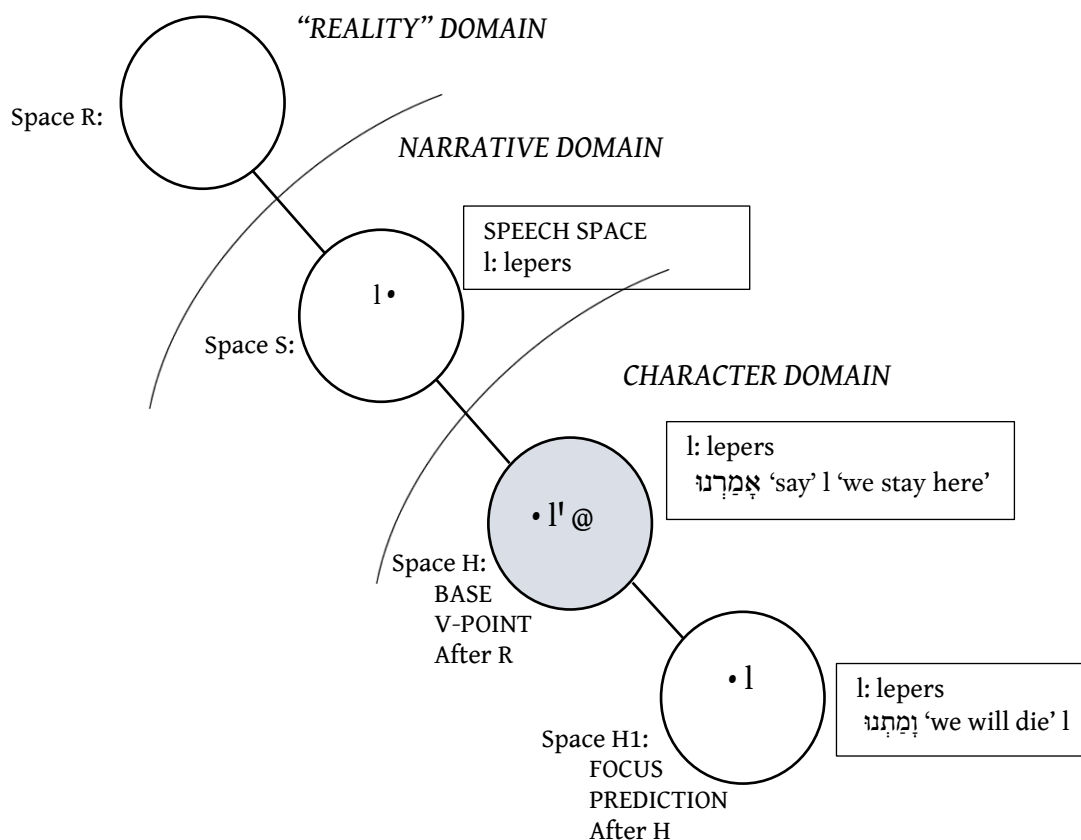 “REALITY” DOMAIN
Space R:
NARRATIVE DOMAIN
SPEECH SPACE
l: lepers
l •
Space S:
CHARACTER DOMAIN
l: lepers
אָמַרְנוּ ‘say’ l ‘we stay here’
• l' @
Space H:
BASE
V-POINT
After R
• l
l: lepers
וָמַתְנוּ ‘we will die’ l
Space H1:
FOCUS
PREDICTION
After H